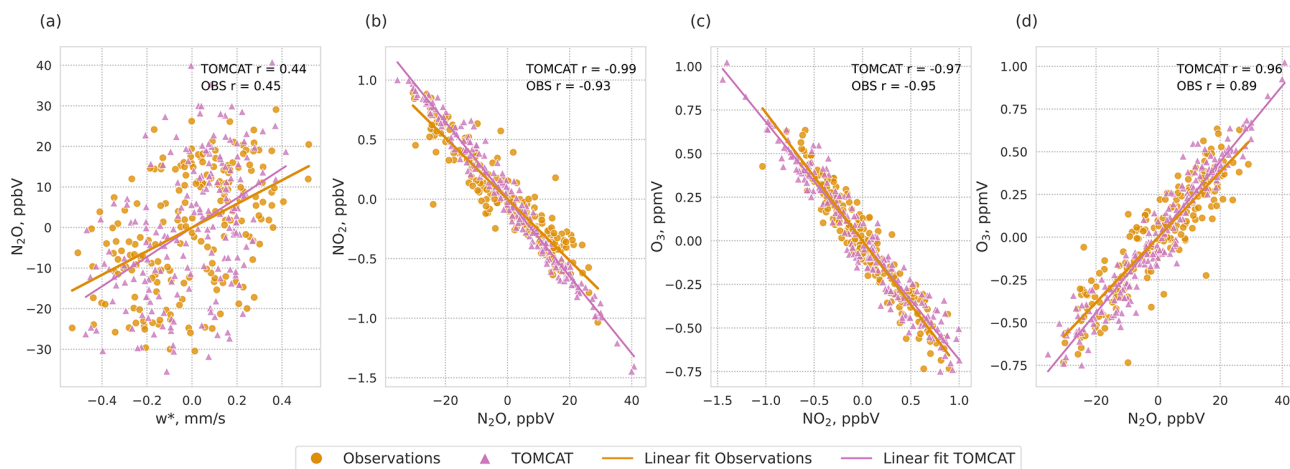 (a)
(b)
(c)
(d)
TOMCAT r = 0.44
OBS r = 0.45
N₂O, ppbV
40
30
20
10
0
−10
−20
−30
−0.4
−0.2
0.0
0.2
0.4
w*, mm/s
TOMCAT r = -0.99
OBS r = -0.93
NO₂, ppbV
1.0
0.5
0.0
−0.5
−1.0
−1.5
−20
0
20
40
N₂O, ppbV
TOMCAT r = -0.97
OBS r = -0.95
O₃, ppmV
1.00
0.75
0.50
0.25
0.00
−0.25
−0.50
−0.75
−1.5
−1.0
−0.5
0.0
0.5
1.0
NO₂, ppbV
TOMCAT r = 0.96
OBS r = 0.89
O₃, ppmV
1.00
0.75
0.50
0.25
0.00
−0.25
−0.50
−0.75
−20
0
20
40
N₂O, ppbV
Observations
TOMCAT
Linear fit Observations
Linear fit TOMCAT